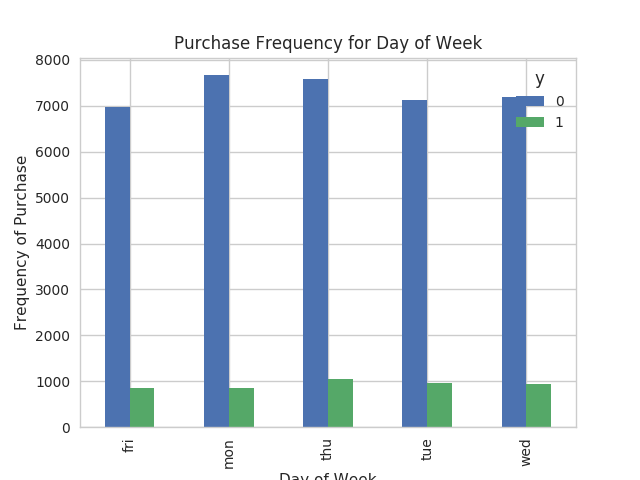 Purchase Frequency for Day of Week
y
0
1
8000
7000
6000
5000
4000
3000
2000
1000
0
Frequency of Purchase
fri
mon
thu
tue
wed
Day of Week